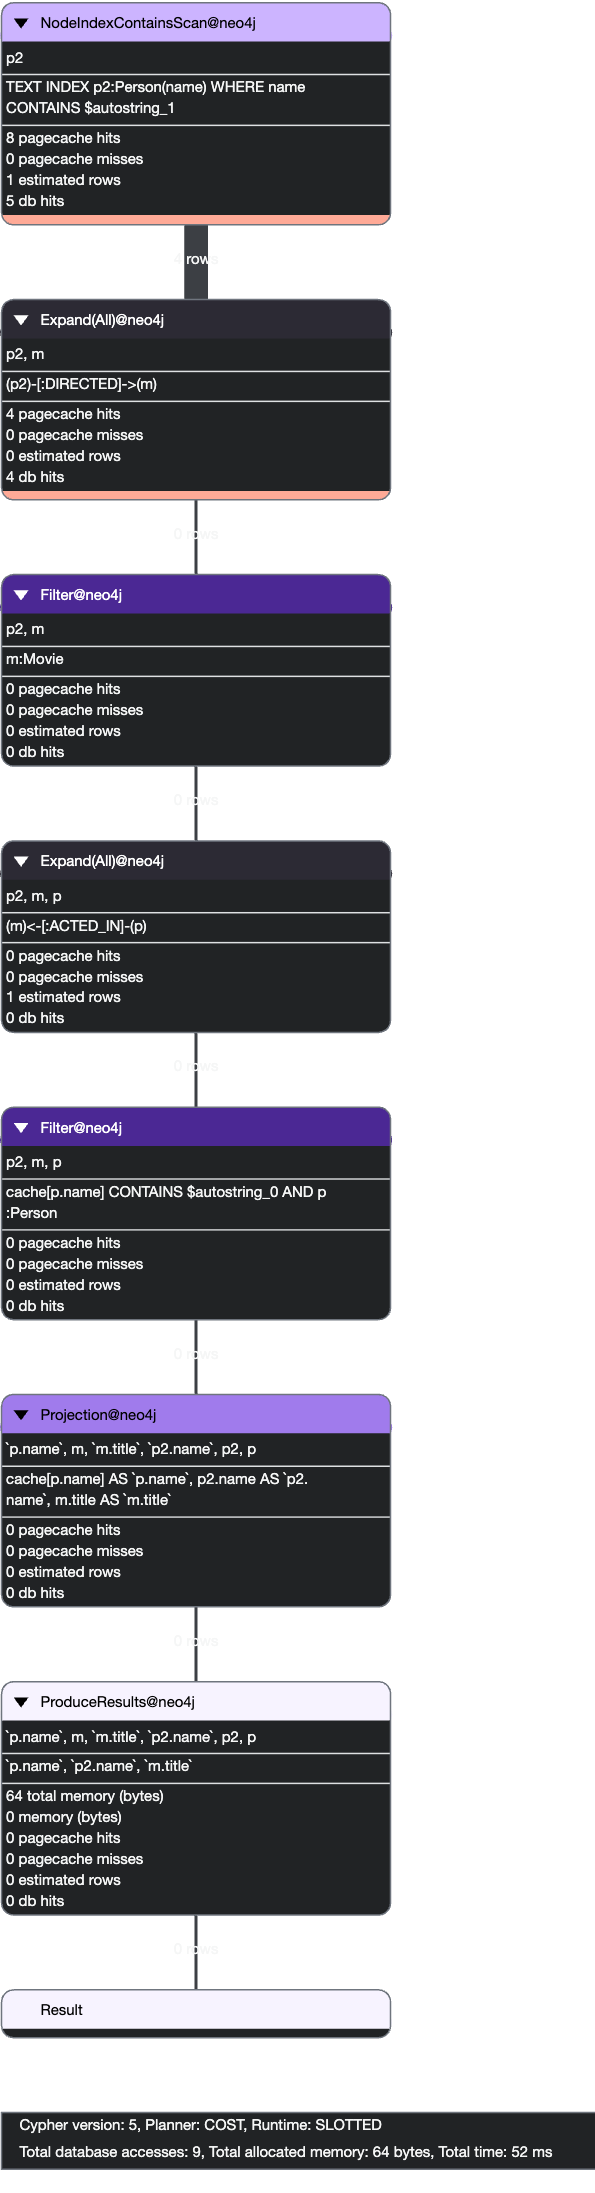 NodeIndexContainsScan@neo4j
p2
TEXT INDEX p2:Person(name) WHERE name
CONTAINS $autostring_1
8 pagecache hits
0 pagecache misses
1 estimated rows
5 db hits
4 rows
Expand(All)@neo4j
p2, m
(p2)-[:DIRECTED]->(m)
4 pagecache hits
0 pagecache misses
0 estimated rows
4 db hits
0 rows
Filter@neo4j
p2, m
m:Movie
0 pagecache hits
0 pagecache misses
0 estimated rows
0 db hits
0 rows
Expand(All)@neo4j
p2, m, p
(m)<-[:ACTED_IN]-(p)
0 pagecache hits
0 pagecache misses
1 estimated rows
0 db hits
0 rows
Filter@neo4j
p2, m, p
cache[p.name] CONTAINS $autostring_0 AND p
:Person
0 pagecache hits
0 pagecache misses
0 estimated rows
0 db hits
0 rows
Projection@neo4j
`p.name`, m, `m.title`, `p2.name`, p2, p
cache[p.name] AS `p.name`, p2.name AS `p2.
name`, m.title AS `m.title`
0 pagecache hits
0 pagecache misses
0 estimated rows
0 db hits
0 rows
ProduceResults@neo4j
`p.name`, m, `m.title`, `p2.name`, p2, p
`p.name`, `p2.name`, `m.title`
64 total memory (bytes)
0 memory (bytes)
0 pagecache hits
0 pagecache misses
0 estimated rows
0 db hits
0 rows
Result
Cypher version: 5, Planner: COST, Runtime: SLOTTED
Total database accesses: 9, Total allocated memory: 64 bytes, Total time: 52 ms